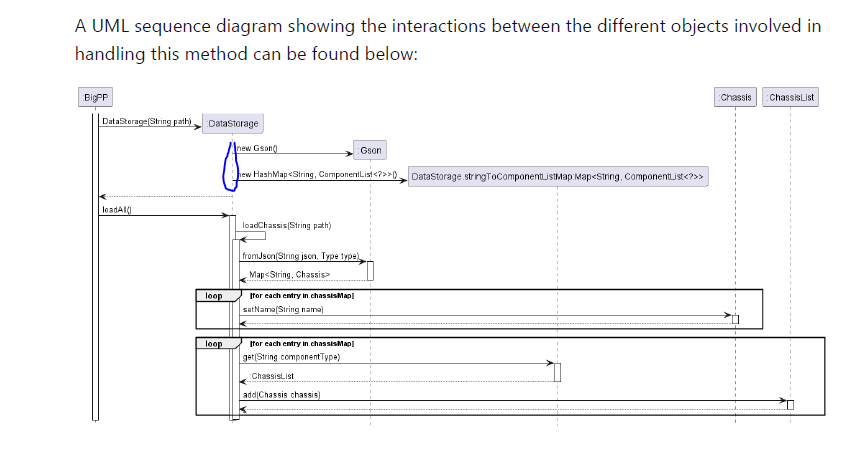 A UML sequence diagram showing the interactions between the different objects involved in
handling this method can be found below:
:BigPP
:Chassis
:ChassisList
DataStorage(String path)
:DataStorage
new Gson()
:Gson
new HashMap<String, ComponentList<?>>()
DataStorage.stringToComponentListMap:Map<String, ComponentList<?>>
loadAll()
loadChassis(String path)
fromJson(String json, Type type)
Map<String, Chassis>
loop
[for each entry in chassisMap]
setName(String name)
loop
[for each entry in chassisMap]
get(String componentType)
:ChassisList
add(Chassis chassis)